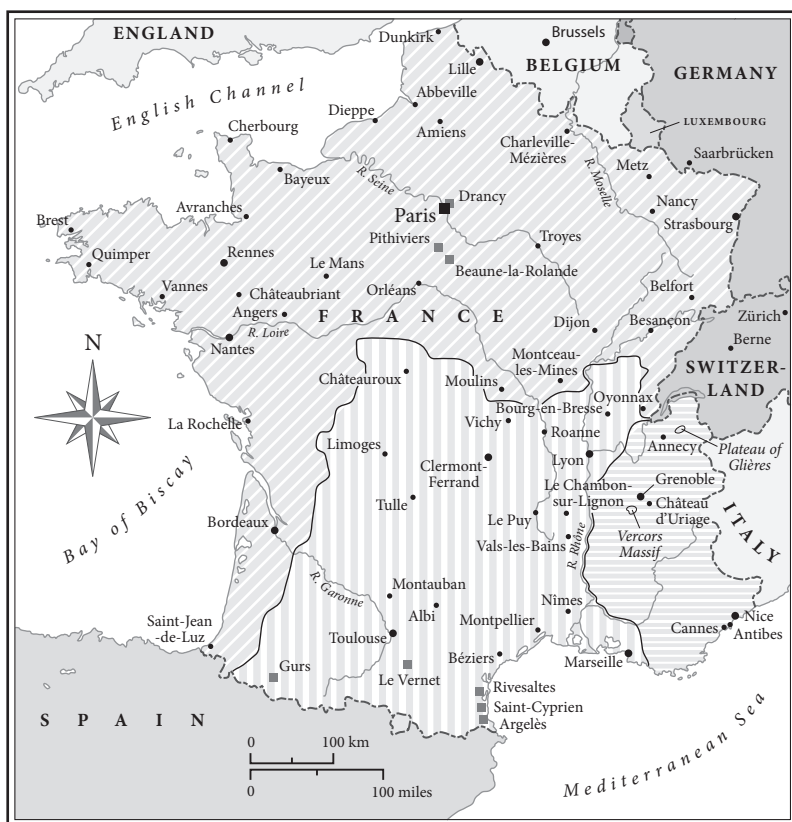 ENGLAND
Dunkirk
Brussels
Lille
BELGIUM
GERMANY
English Channel
Abbeville
Dieppe
Amiens
LUXEMBOURG
Cherbourg
Charleville-
Mézières
Saarbrücken
Metz
Bayeux
R. Seine
R. Moselle
Drancy
Nancy
Avranches
Paris
Strasbourg
Brest
Pithiviers
Troyes
Quimper
Rennes
Le Mans
Beaune-la-Rolande
Vannes
Châteaubriant
Orléans
Belfort
Angers
FRANCE
Zürich
R. Loire
Dijon
Besançon
Berne
Nantes
N
Montceau-
les-Mines
SWITZER-
LAND
Châteauroux
Moulins
Oyonnax
Bourg-en-Bresse
La Rochelle
Vichy
Roanne
Annecy
Plateau of
Glières
Limoges
Lyon
Clermont-
Ferrand
Grenoble
Le Chambon-
sur-Lignon
Château
d'Uriage
Tulle
Bay of Biscay
Le Puy
Bordeaux
Vercors
Massif
ITALY
Vals-les-Bains
R. Rhône
R. Garonne
Montauban
Albi
Nîmes
Saint-Jean
-de-Luz
Toulouse
Montpellier
Nice
Cannes
Antibes
Béziers
Marseille
Gurs
Le Vernet
Rivesaltes
Saint-Cyprien
Argelès
SPAIN
Mediterranean Sea
0 100 km
0 100 miles